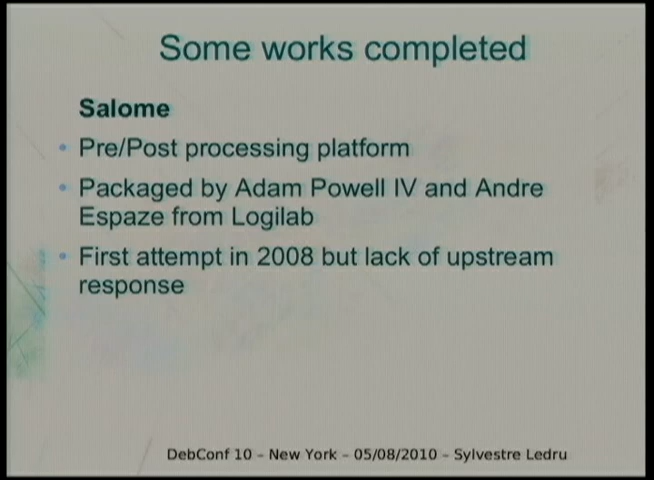 Some works completed
Salome
Pre/Post processing platform
Packaged by Adam Powell IV and Andre
Espaze from Logilab
First attempt in 2008 but lack of upstream
response
DebConf 10 - New York - 05/08/2010 - Sylvestre Ledru